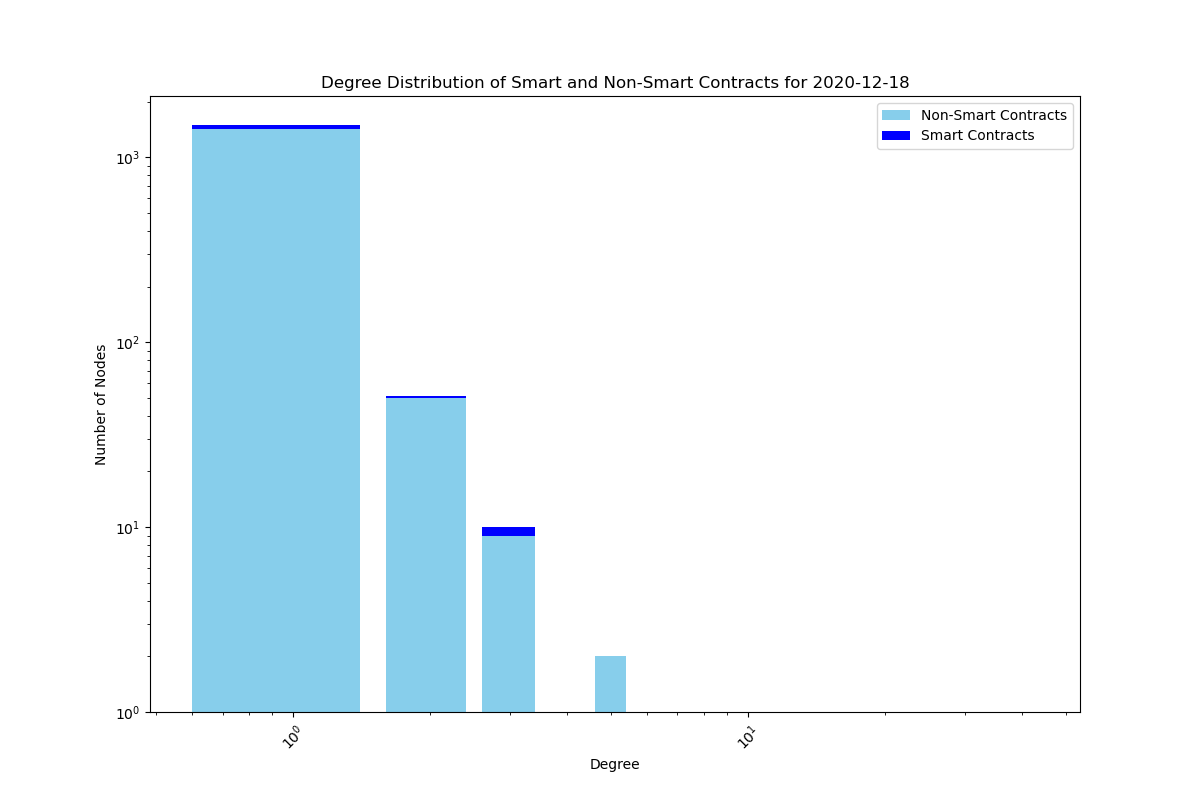 Degree Distribution of Smart and Non-Smart Contracts for 2020-12-18
Non-Smart Contracts
Smart Contracts
Number of Nodes
10³
10²
10¹
10⁰
10⁰
10¹
Degree